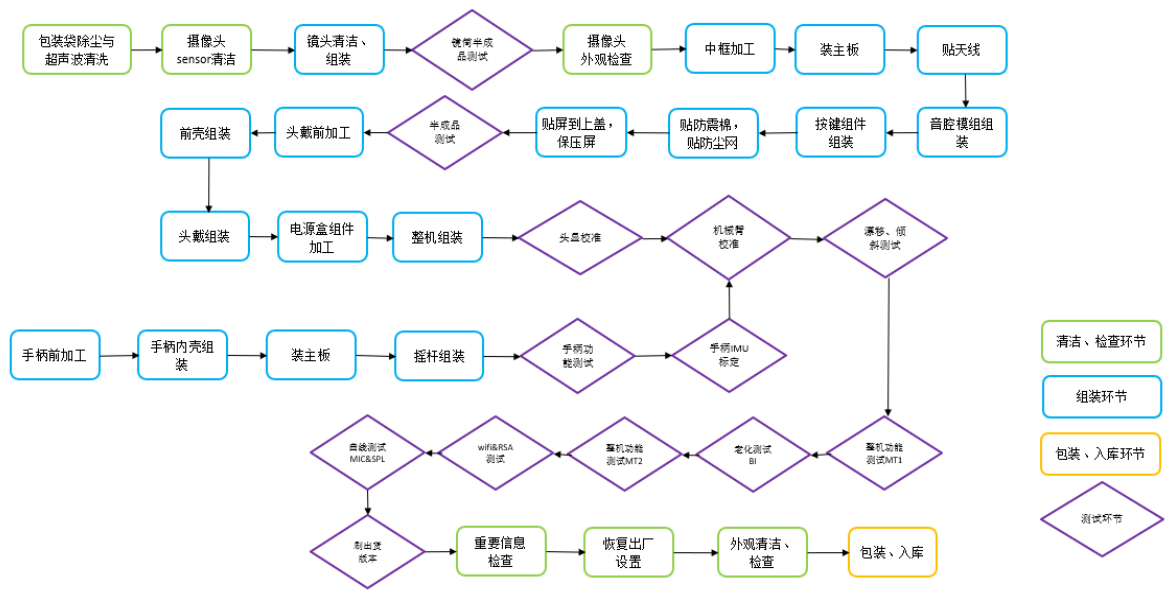 包装袋除尘与
超声波清洗
摄像头
sensor清洁
镜头清洁、
组装
镜筒半成
品测试
摄像头
外观检查
中框加工
装主板
贴天线
前壳组装
头戴前加工
半成品
测试
贴屏到上盖，
保压屏
贴防震棉，
贴防尘网
按键组件
组装
音腔模组组
装
头戴组装
电源盒组件
加工
整机组装
头显校准
机械臂
校准
漂移、倾
斜测试
手柄前加工
手柄内壳组
装
装主板
摇杆组装
手柄功
能测试
手柄IMU
标定
清洁、检查环节
组装环节
包装、入库环节
测试环节
曲线测试
MIC&SPL
wifi&RSA
测试
整机功能
测试MT2
老化测试
BI
整机功能
测试MT1
刷出货
版本
重要信息
检查
恢复出厂
设置
外观清洁、
检查
包装、入库